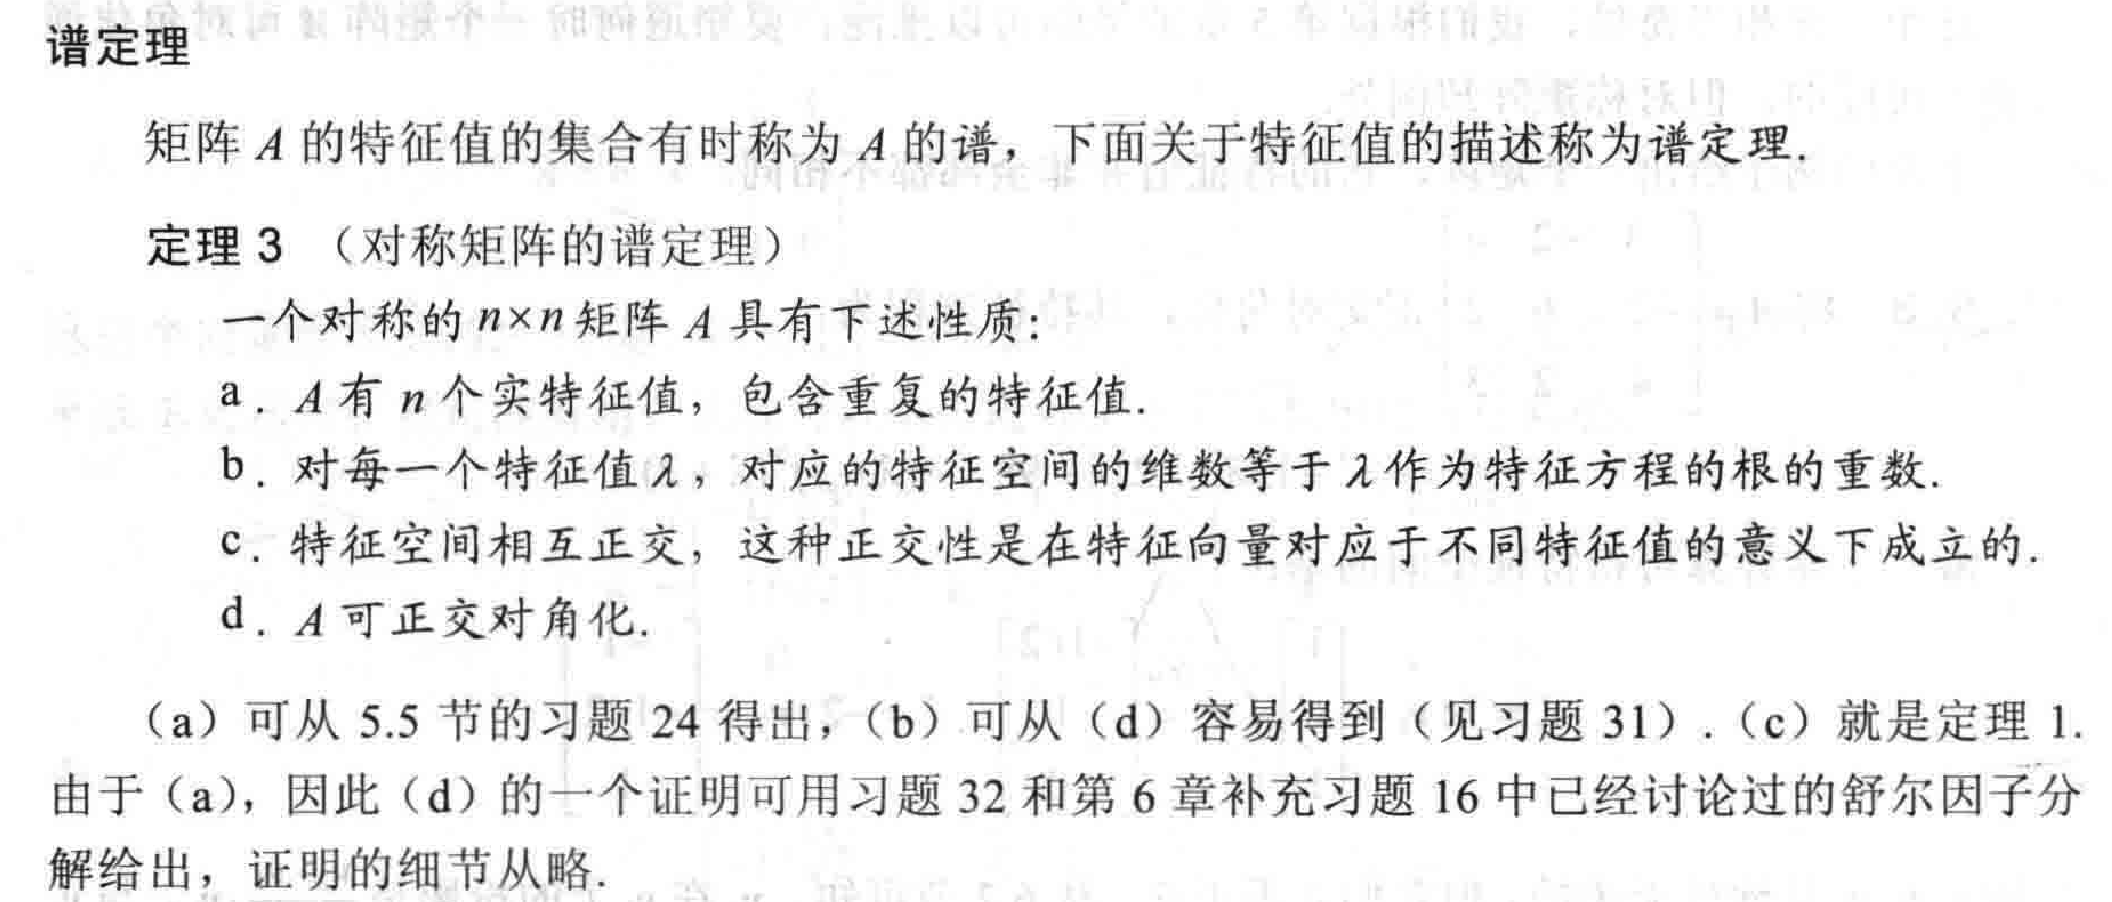 谱定理
矩阵 A 的特征值的集合有时称为 A 的谱，下面关于特征值的描述称为谱定理.
定理 3 （对称矩阵的谱定理）
一个对称的 n×n 矩阵 A 具有下述性质:
a. A 有 n 个实特征值，包含重复的特征值.
b. 对每一个特征值 λ，对应的特征空间的维数等于 λ 作为特征方程的根的重数.
c. 特征空间相互正交，这种正交性是在特征向量对应于不同特征值的意义下成立的.
d. A 可正交对角化.
（a）可从 5.5 节的习题 24 得出，（b）可从（d）容易得到（见习题 31）.（c）就是定理 1.
由于（a），因此（d）的一个证明可用习题 32 和第 6 章补充习题 16 中已经讨论过的舒尔因子分
解给出，证明的细节从略.